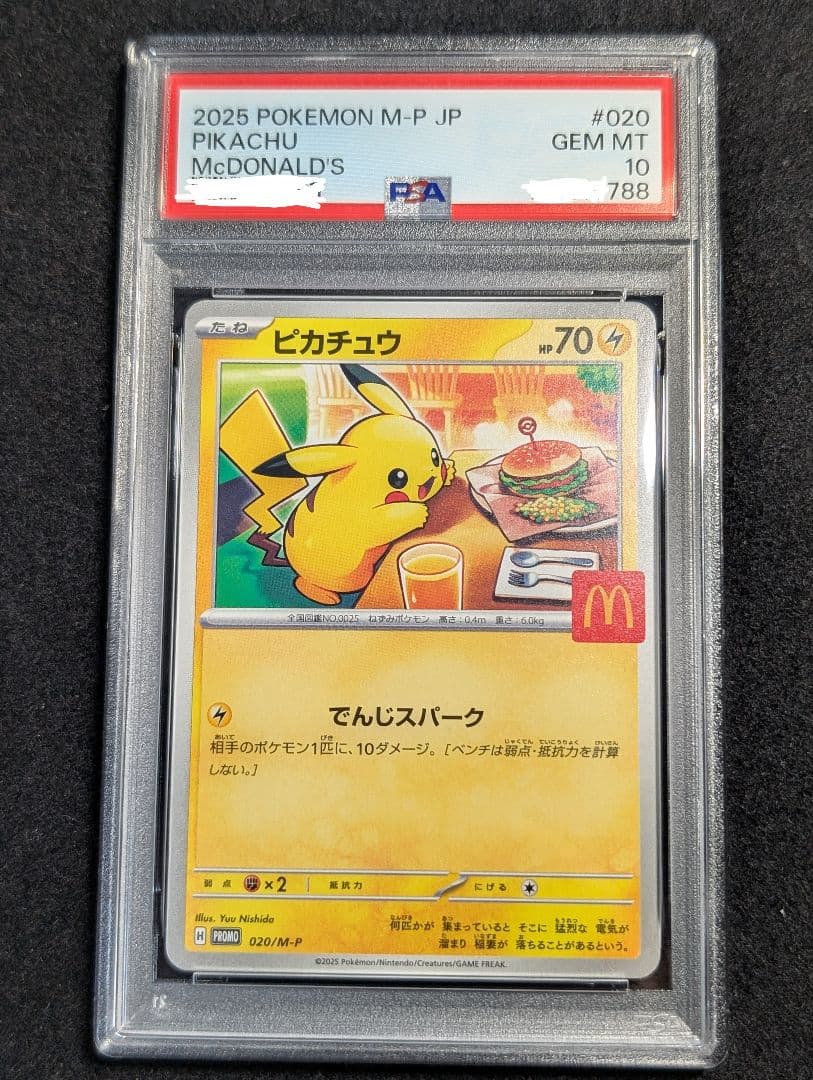 2025 POKEMON M-P JP #020
PIKACHU GEM MT
McDONALD'S 10
788
PSA
たね ピカチュウ HP70
全国図鑑NO.0025 ねずみポケモン 高さ:0.4m 重さ:6.0kg
でんじスパーク
相手のポケモン1匹に、10ダメージ。[ベンチは弱点・抵抗力を計算
しない。]
弱点 ×2 抵抗力 にげる
Illus. Yuu Nishida
H PROMO 020/M-P
何匹かが 集まっていると そこに 猛烈な 電気が
溜まり 稲妻が 落ちることがあるという。
©2025 Pokémon/Nintendo/Creatures/GAME FREAK.